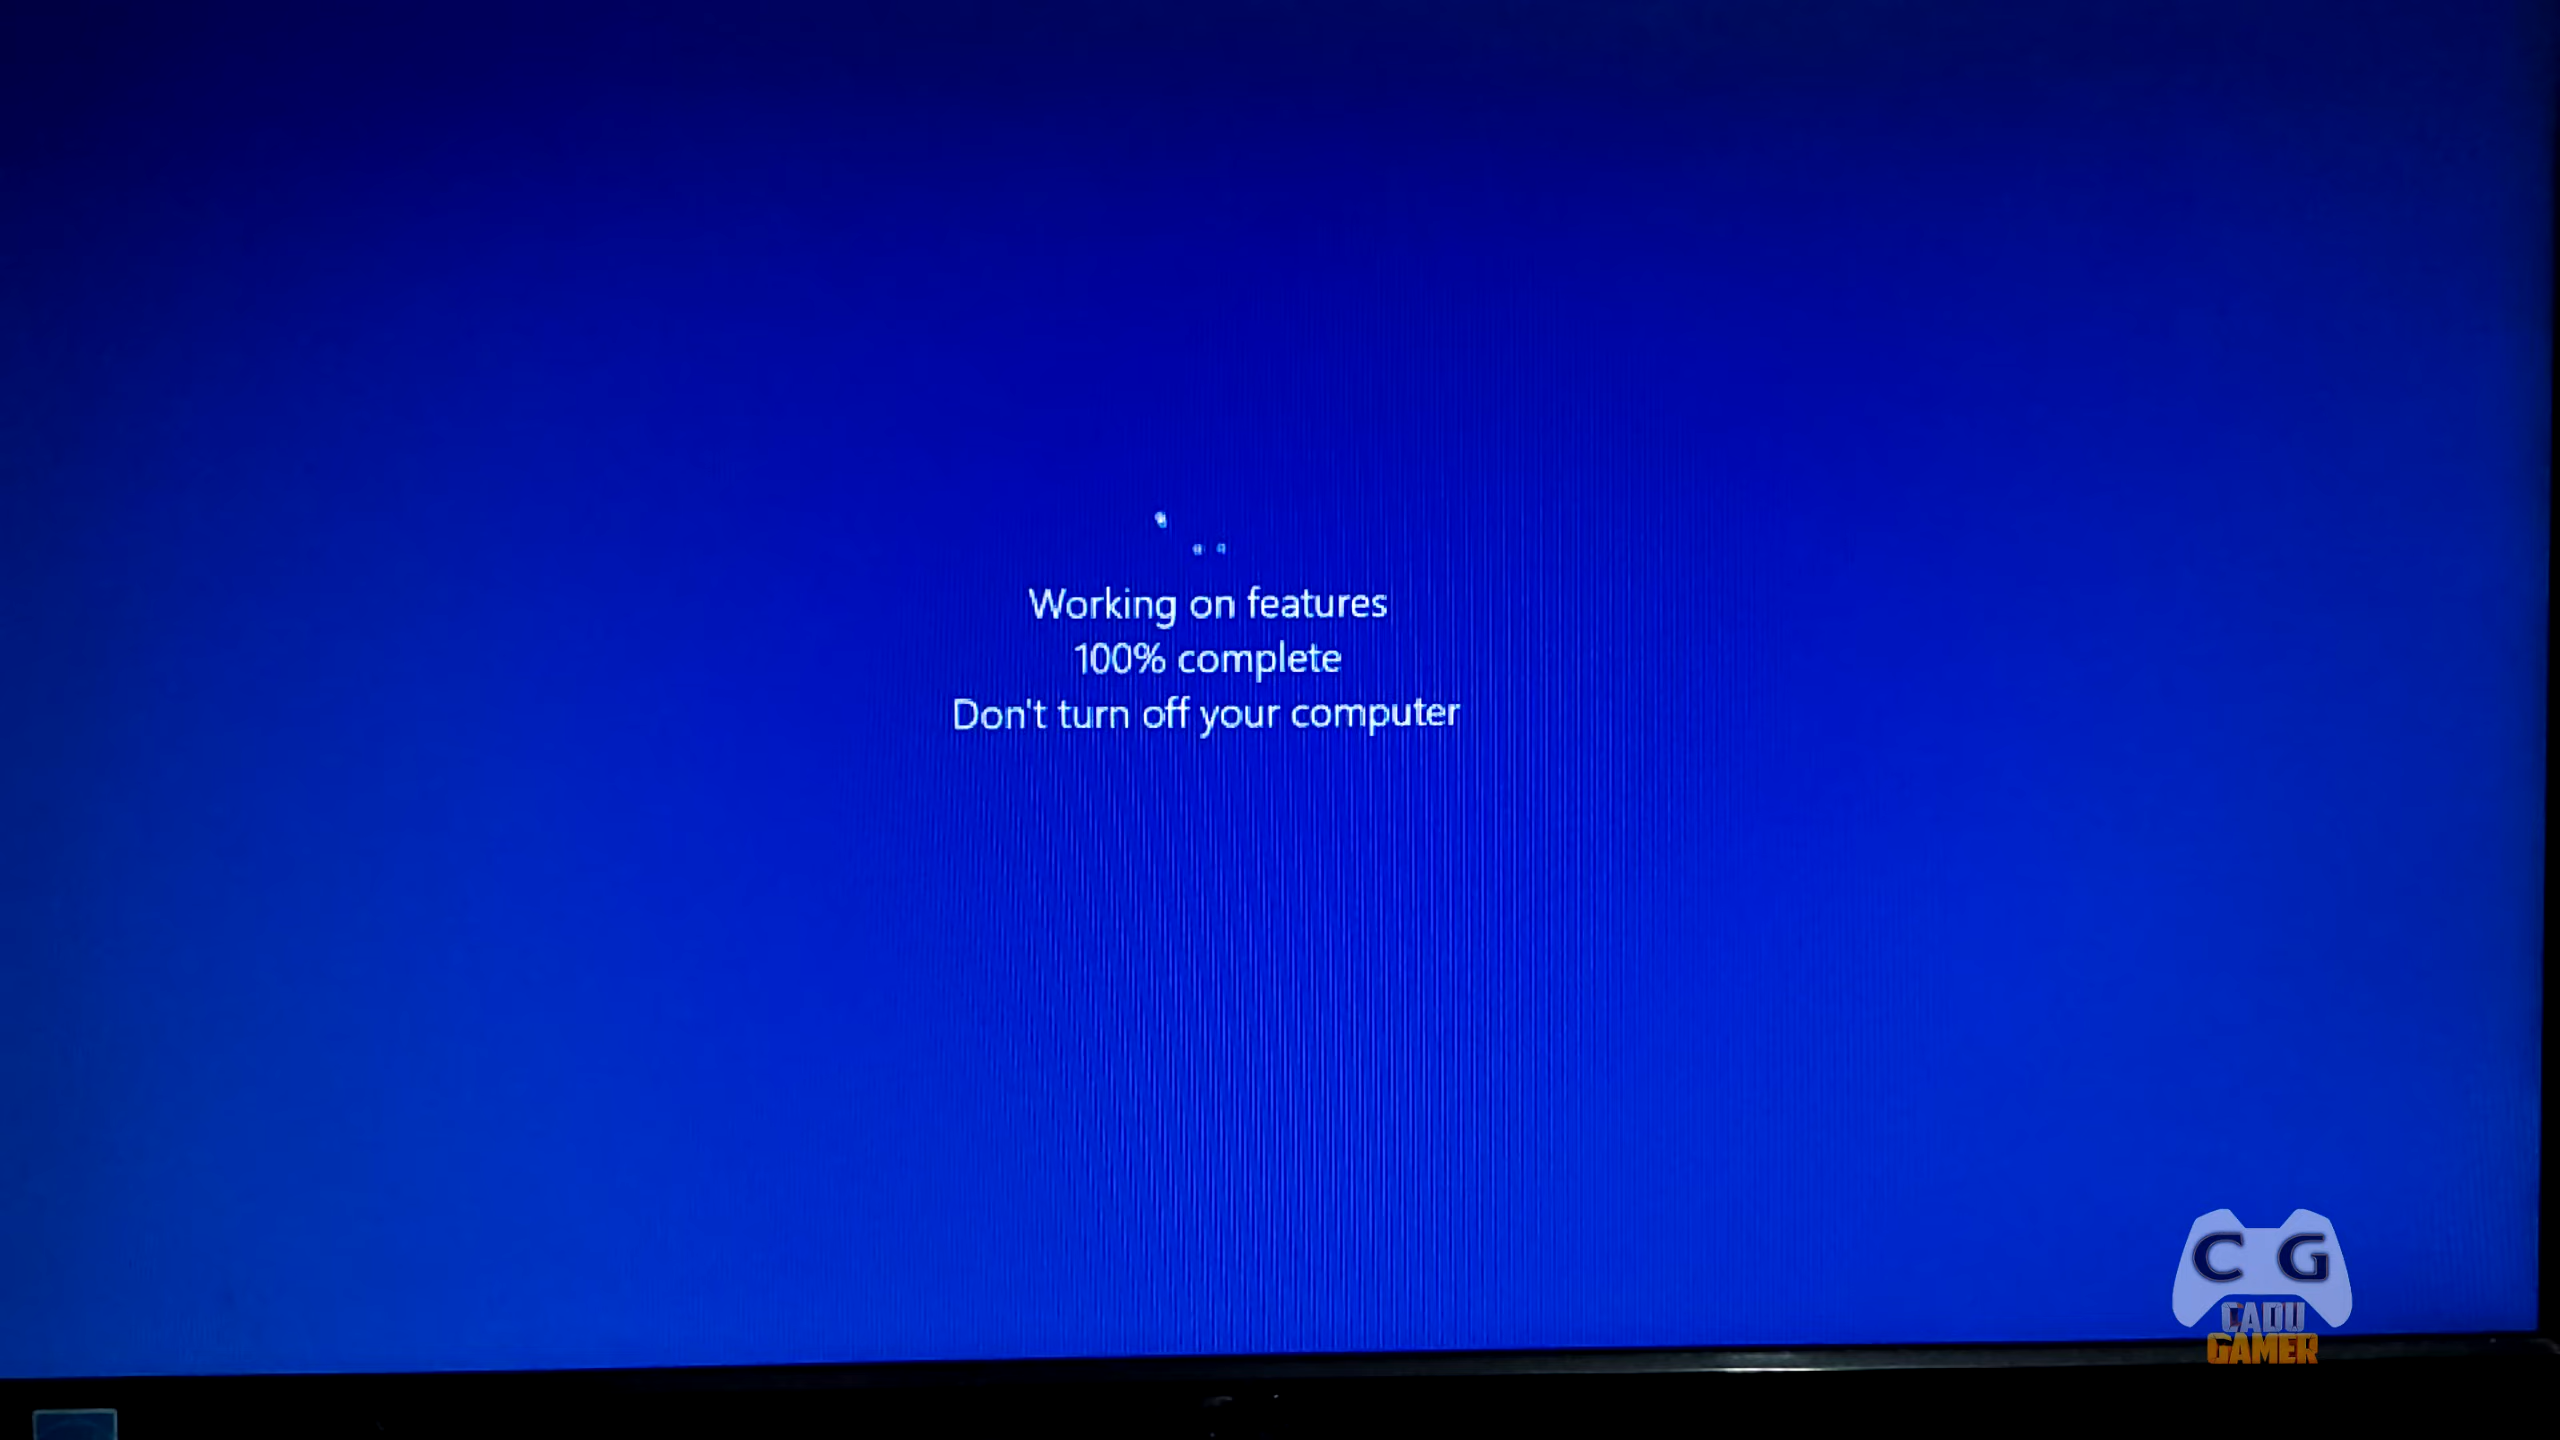 Working on features
100% complete
Don't turn off your computer
C G
CADU
GAMER